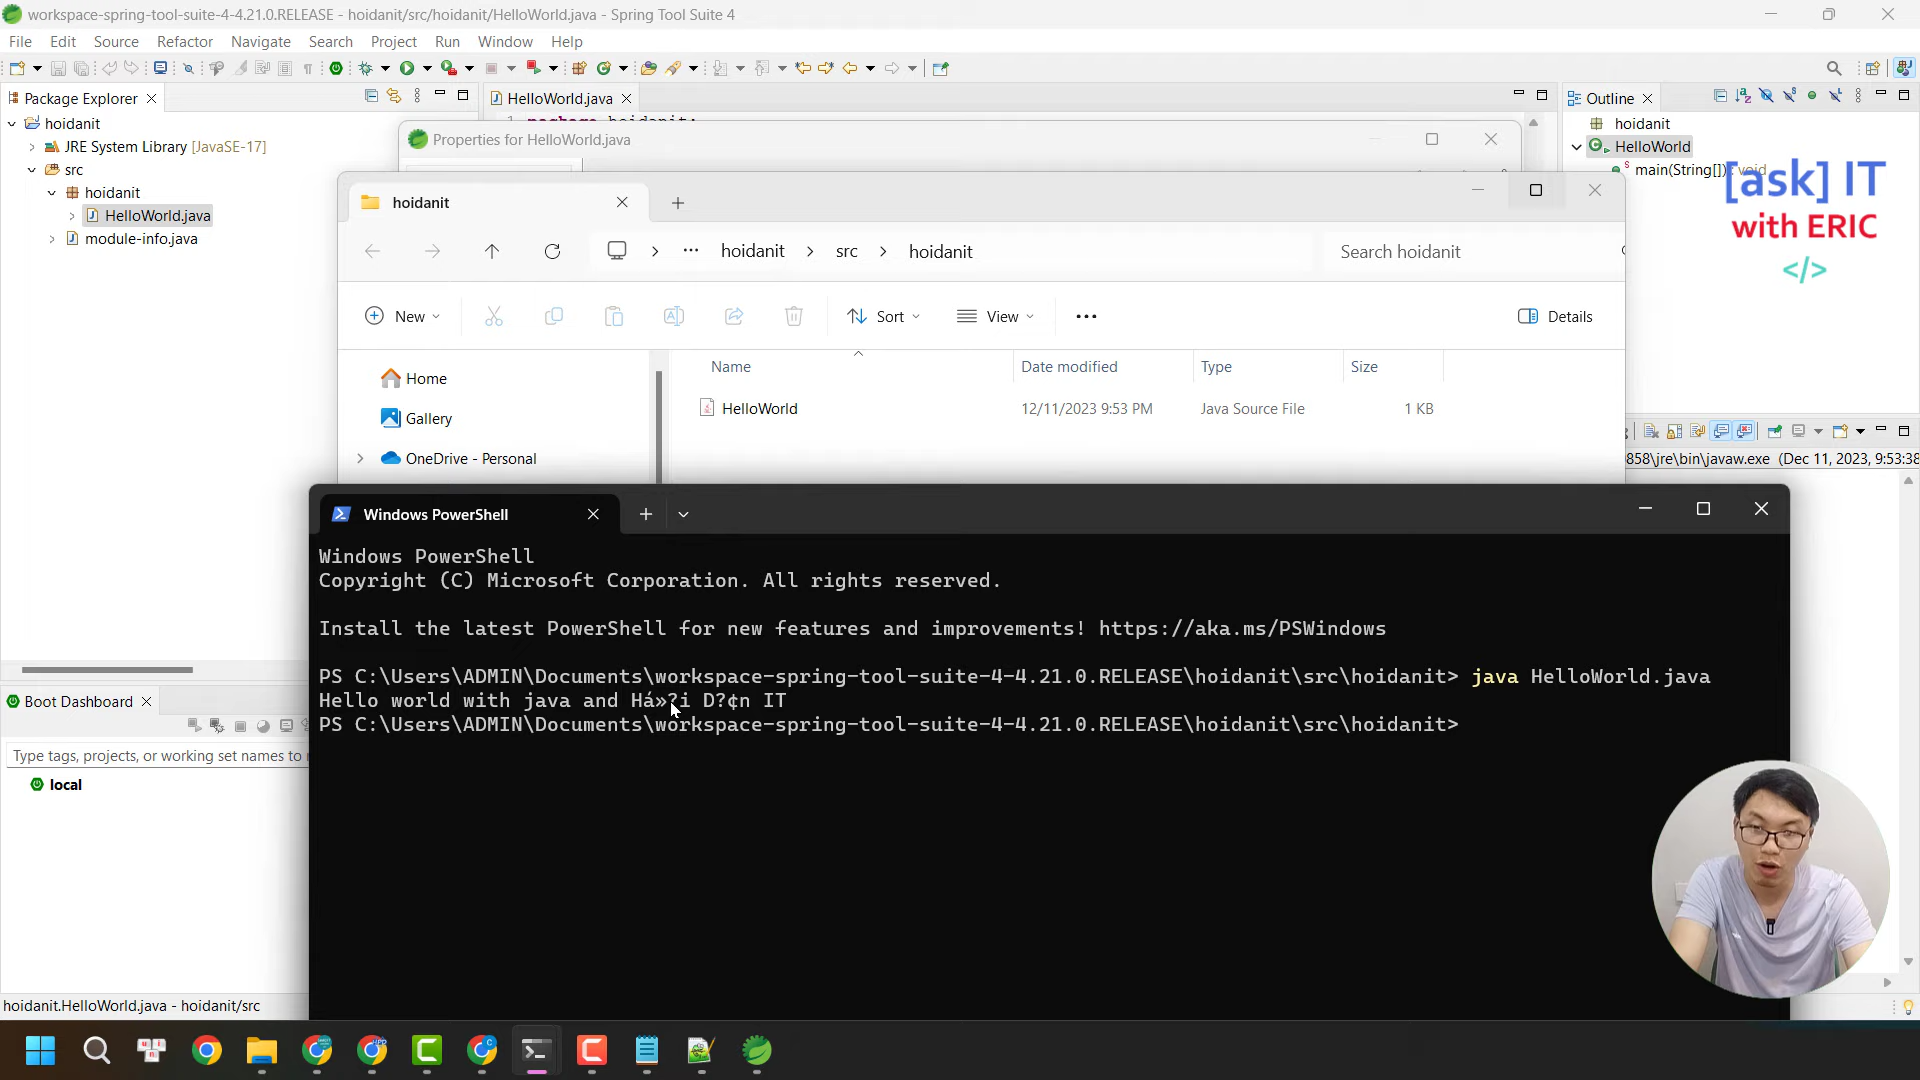 workspace-spring-tool-suite-4-4.21.0.RELEASE - hoidanit/src/hoidanit/HelloWorld.java - Spring Tool Suite 4
File Edit Source Refactor Navigate Search Project Run Window Help
Package Explorer
hoidanit
JRE System Library [JavaSE-17]
src
hoidanit
HelloWorld.java
module-info.java
HelloWorld.java
1 package hoidanit;
Outline
hoidanit
HelloWorld
main(String[]) : void
[ask] IT
with ERIC
</>
Properties for HelloWorld.java
hoidanit
hoidanit > src > hoidanit
Search hoidanit
New
Sort
View
Details
Home
Gallery
OneDrive - Personal
Name Date modified Type Size
HelloWorld 12/11/2023 9:53 PM Java Source File 1 KB
858\jre\bin\javaw.exe (Dec 11, 2023, 9:53:38
Windows PowerShell
Windows PowerShell
Copyright (C) Microsoft Corporation. All rights reserved.
Install the latest PowerShell for new features and improvements! https://aka.ms/PSWindows
PS C:\Users\ADMIN\Documents\workspace-spring-tool-suite-4-4.21.0.RELEASE\hoidanit\src\hoidanit> java HelloWorld.java
Hello world with java and Há»?i D?¢n IT
PS C:\Users\ADMIN\Documents\workspace-spring-tool-suite-4-4.21.0.RELEASE\hoidanit\src\hoidanit>
Boot Dashboard
Type tags, projects, or working set names to
local
hoidanit.HelloWorld.java - hoidanit/src